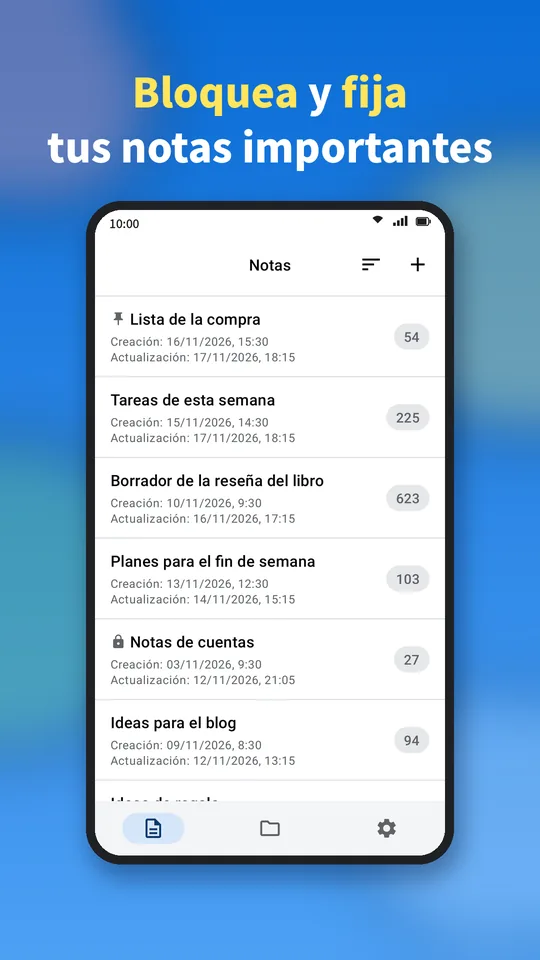 Bloquea y fija
tus notas importantes
10:00
Notas
Lista de la compra
Creación: 16/11/2026, 15:30
Actualización: 17/11/2026, 18:15
54
Tareas de esta semana
Creación: 15/11/2026, 14:30
Actualización: 17/11/2026, 18:15
225
Borrador de la reseña del libro
Creación: 10/11/2026, 9:30
Actualización: 16/11/2026, 17:15
623
Planes para el fin de semana
Creación: 13/11/2026, 12:30
Actualización: 14/11/2026, 15:15
103
Notas de cuentas
Creación: 03/11/2026, 9:30
Actualización: 12/11/2026, 21:05
27
Ideas para el blog
Creación: 09/11/2026, 8:30
Actualización: 12/11/2026, 13:15
94